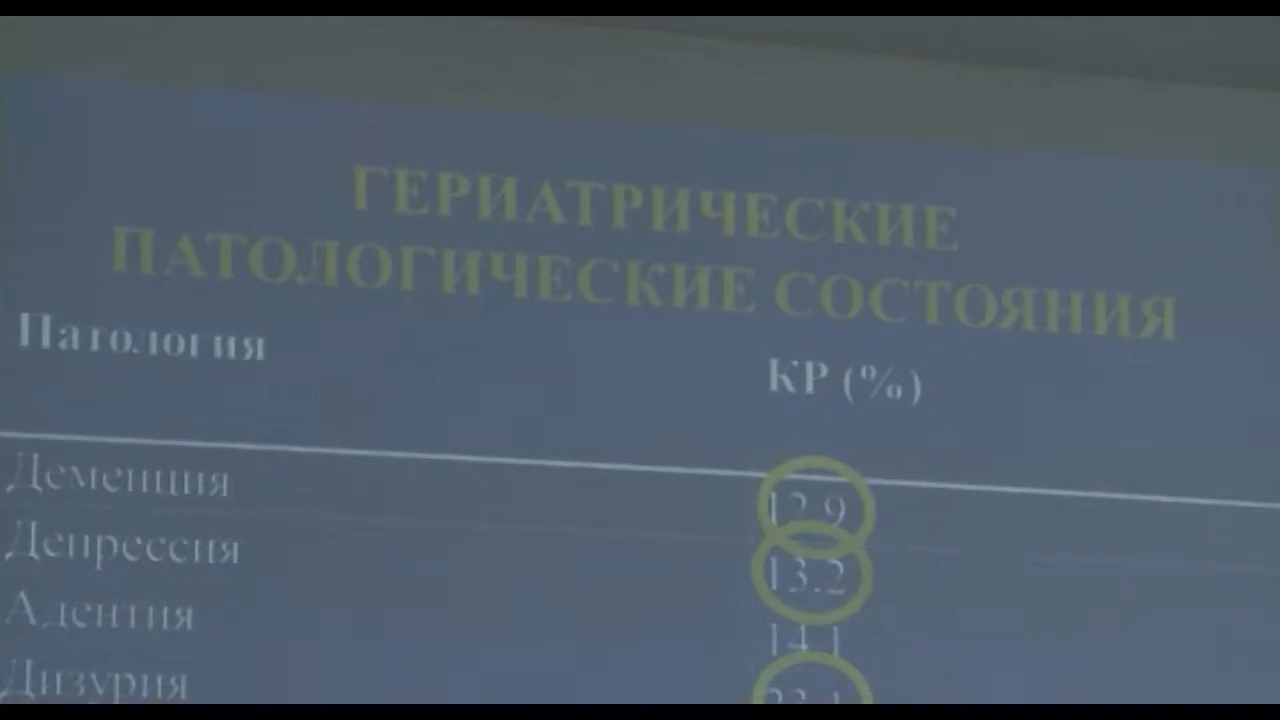 ГЕРИАТРИЧЕСКИЕ
ПАТОЛОГИЧЕСКИЕ СОСТОЯНИЯ
Патология КР (%)
Деменция 12.9
Депрессия 13.2
Адентия 14.1
Дизурия